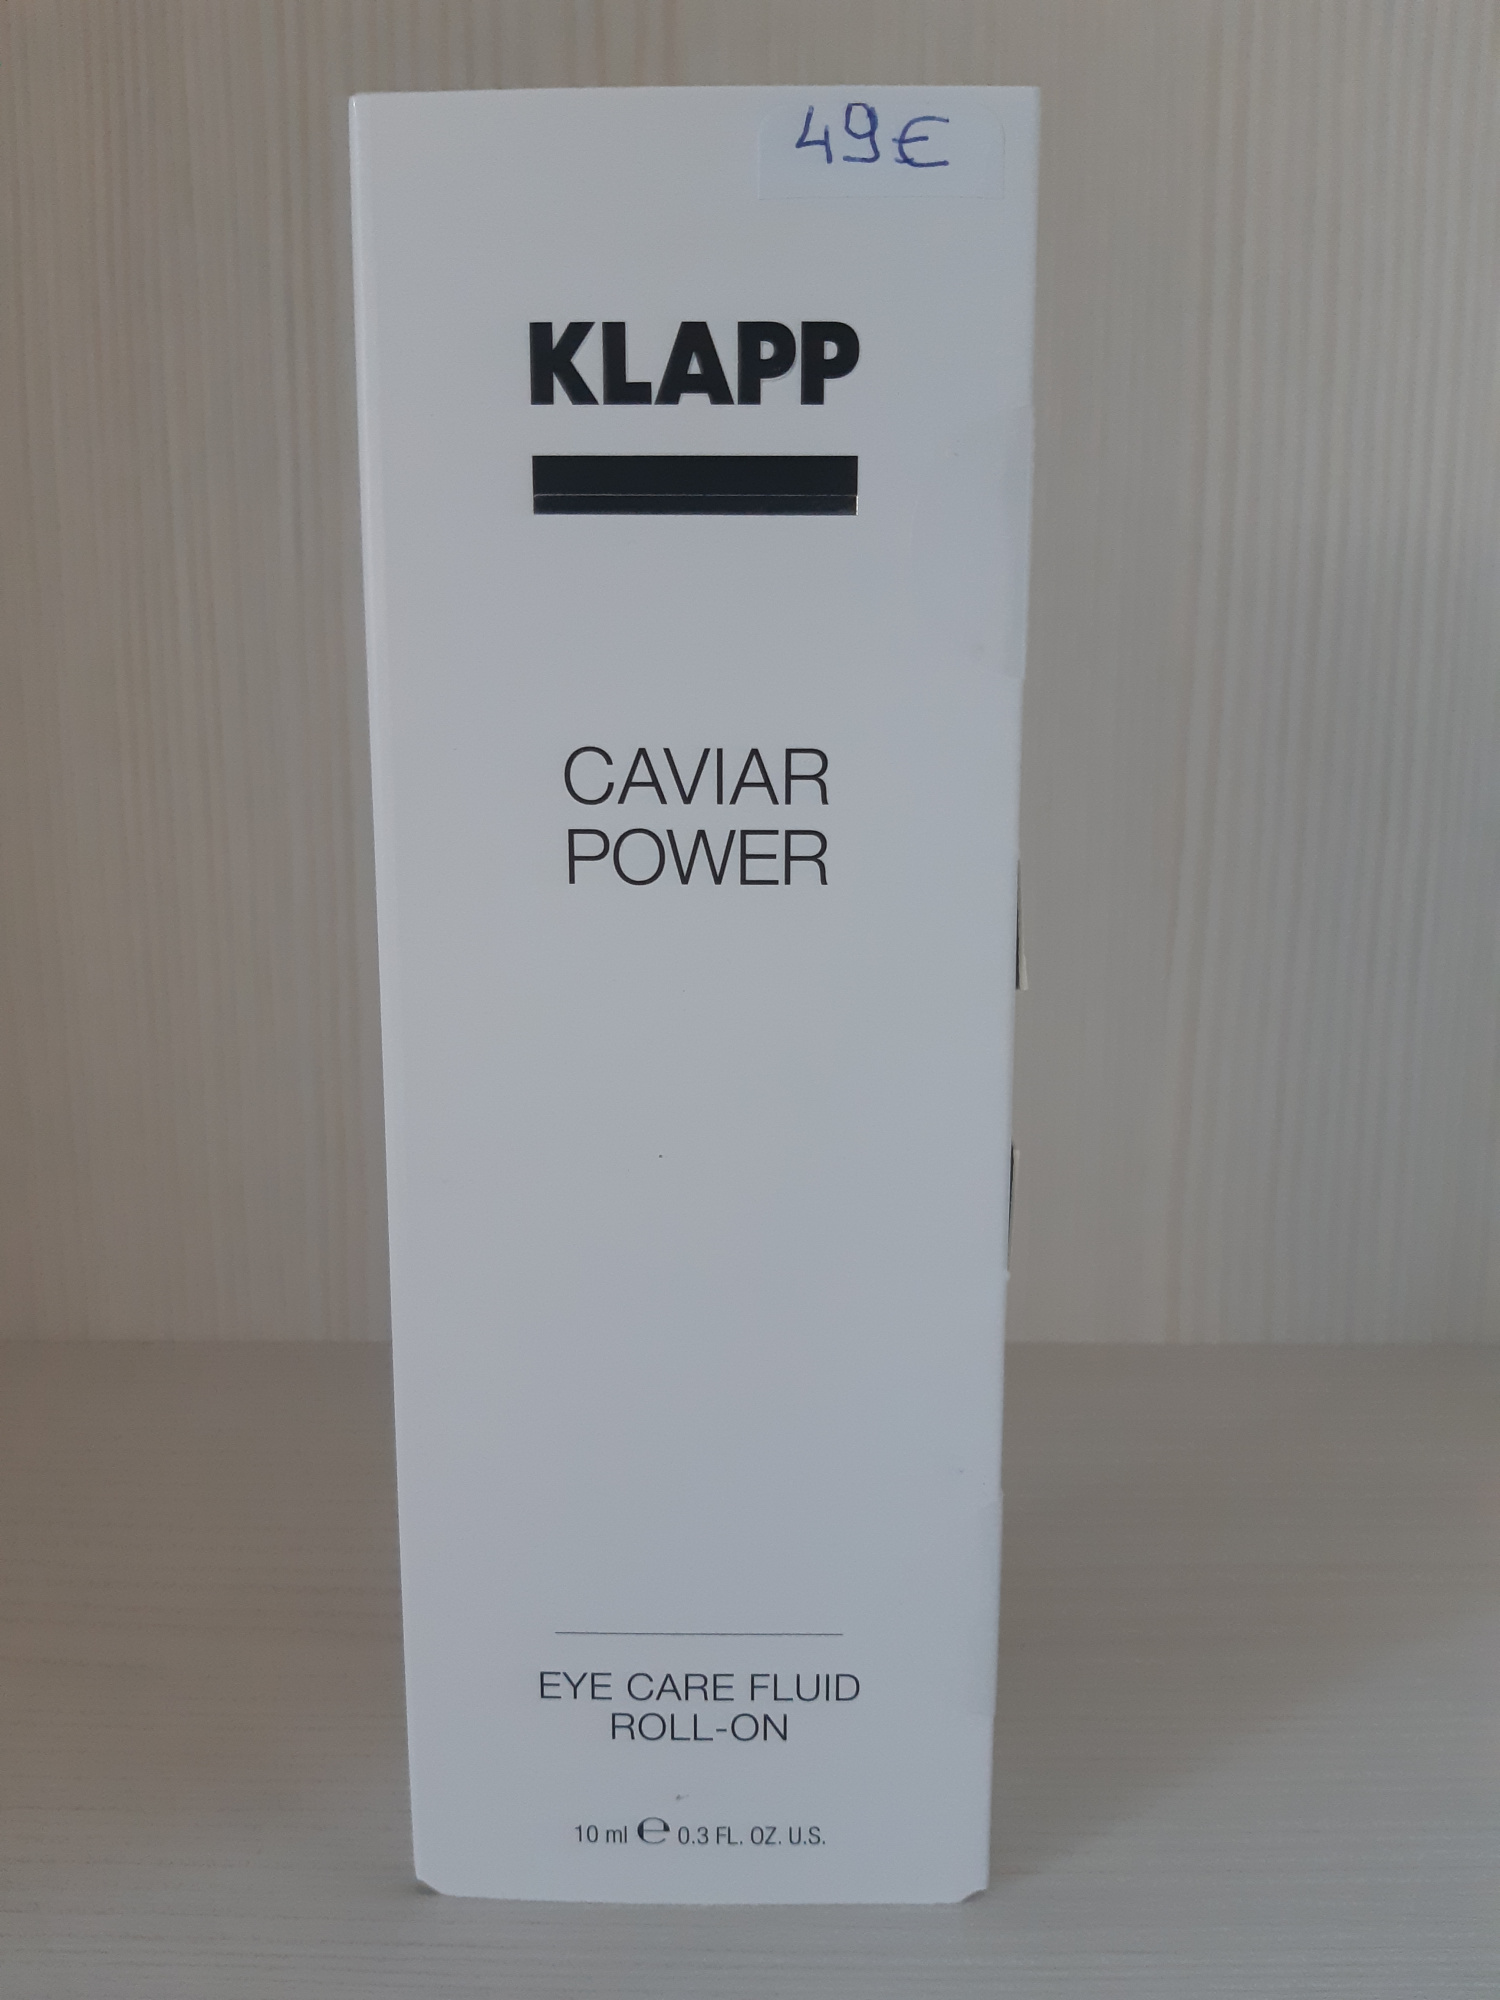 49€
KLAPP
CAVIAR
POWER
EYE CARE FLUID
ROLL-ON
10 ml ℮ 0.3 FL. OZ. U.S.